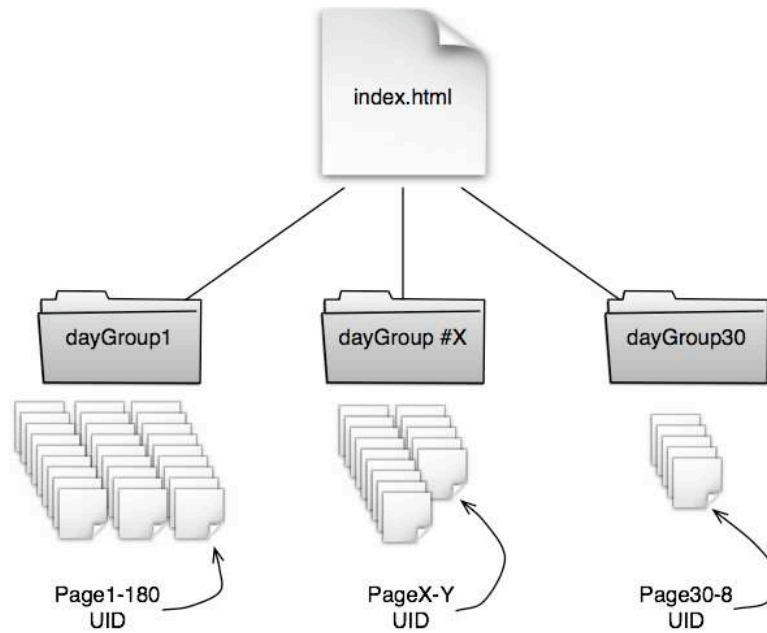 index.html
dayGroup1
dayGroup #X
dayGroup30
Page1-180
UID
PageX-Y
UID
Page30-8
UID